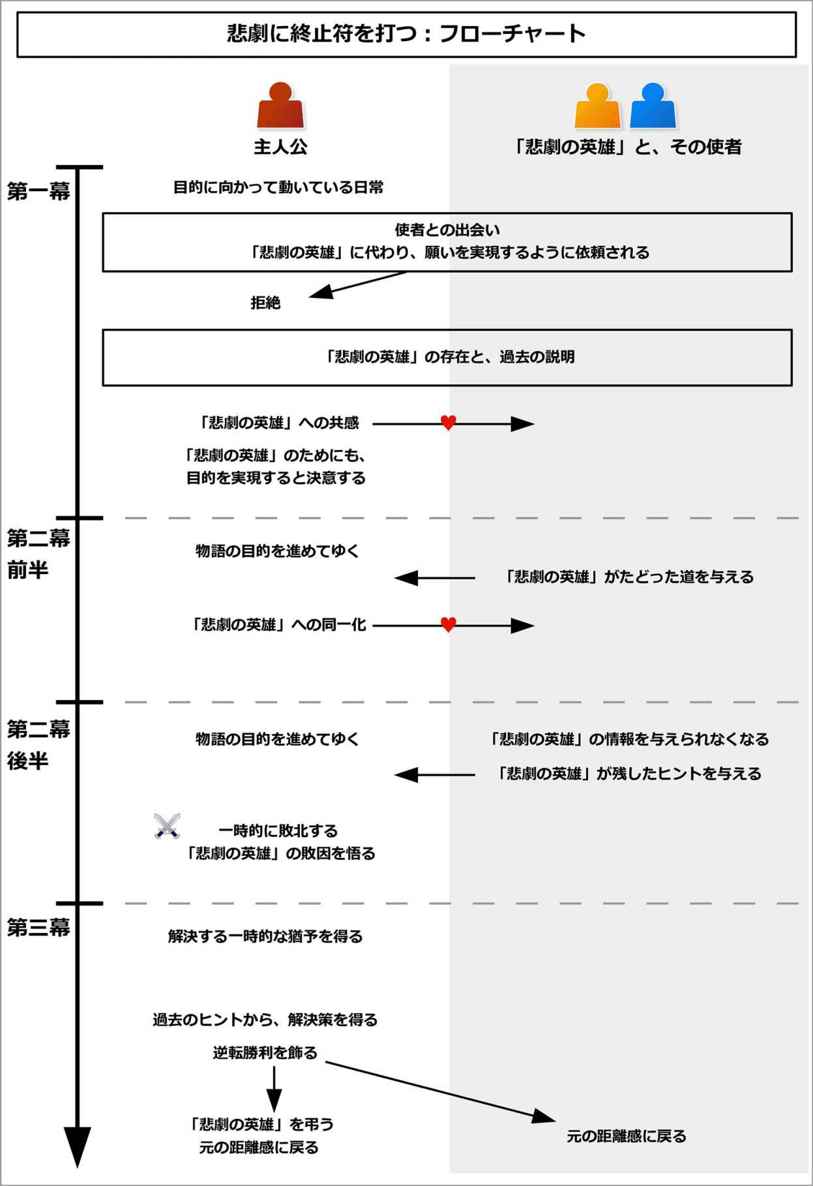 悲劇に終止符を打つ：フローチャート
主人公
「悲劇の英雄」と、その使者
第一幕
目的に向かって動いている日常
使者との出会い
「悲劇の英雄」に代わり、願いを実現するように依頼される
拒絶
「悲劇の英雄」の存在と、過去の説明
「悲劇の英雄」への共感
「悲劇の英雄」のためにも、
目的を実現すると決意する
第二幕
前半
物語の目的を進めてゆく
「悲劇の英雄」がたどった道を与える
「悲劇の英雄」への同一化
第二幕
後半
物語の目的を進めてゆく
「悲劇の英雄」の情報を与えられなくなる
「悲劇の英雄」が残したヒントを与える
一時的に敗北する
「悲劇の英雄」の敗因を悟る
第三幕
解決する一時的な猶予を得る
過去のヒントから、解決策を得る
逆転勝利を飾る
「悲劇の英雄」を弔う
元の距離感に戻る
元の距離感に戻る